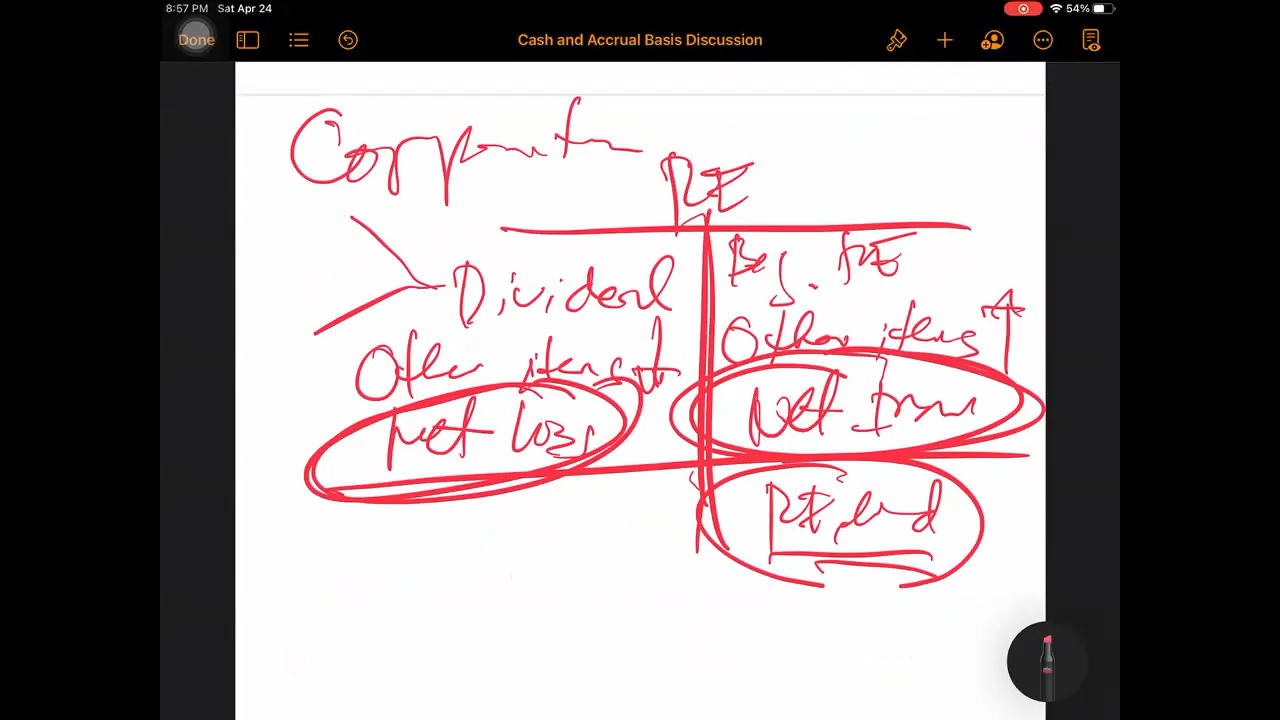 8:57 PM Sat Apr 24
54%
Done
Cash and Accrual Basis Discussion
Corporation
RE
Dividend
Beg. RE
Other items ↓
Other items ↑
Net Loss
Net Income
RE, end